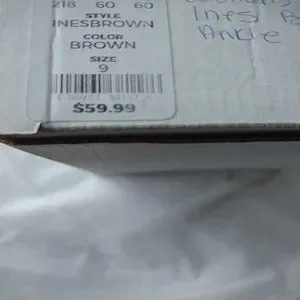 218 60 60
STYLE
INESBROWN
COLOR
BROWN
SIZE
9
$59.99
Ines
Ankle